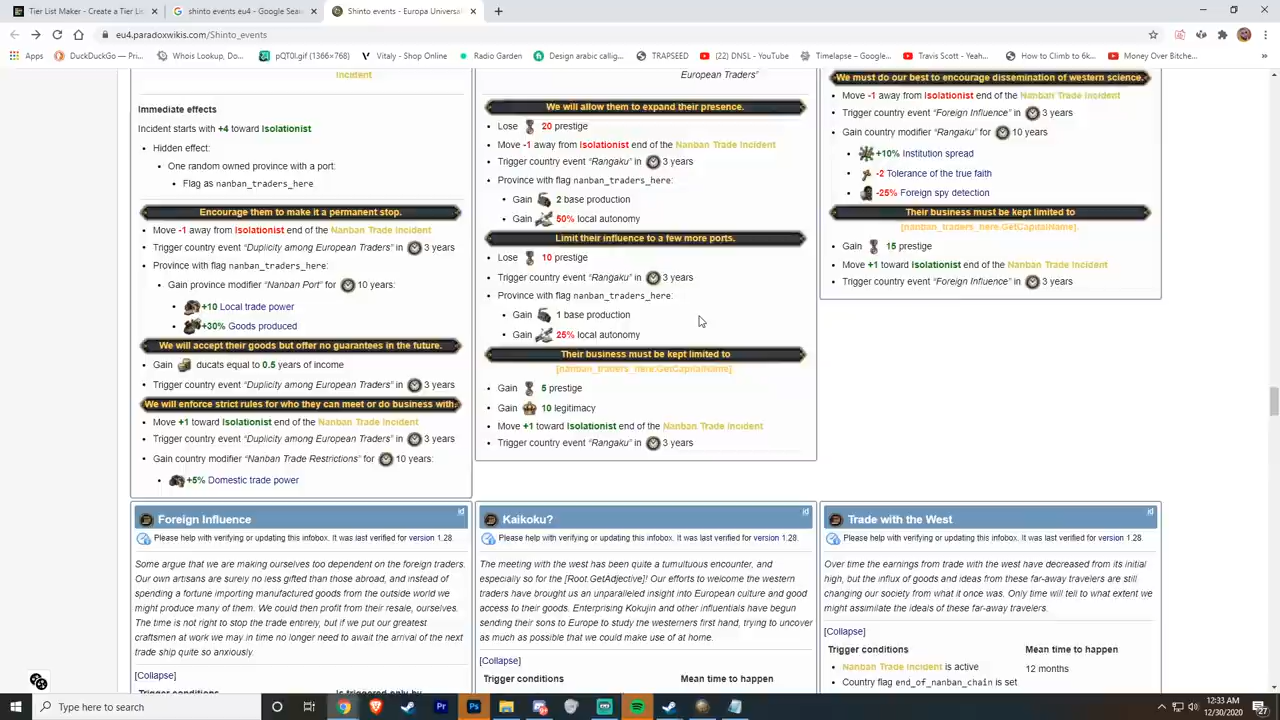 Tier List Maker - Create a Tier Lis
shinto events eu4 - Google Sear
Shinto events - Europa Universal
eu4.paradoxwikis.com/Shinto_events
Apps
DuckDuckGo — Priv...
Whois Lookup, Dom...
pQT0l.gif (1366×768)
Vitaly - Shop Online
Radio Garden
Design arabic callig...
TRAPSEED
(22) DNSL - YouTube
Timelapse – Google...
Travis Scott - Yeah...
How to Climb to 6k...
Money Over Bitche...
Incident
Immediate effects
Incident starts with +4 toward Isolationist
Hidden effect:
One random owned province with a port:
Flag as nanban_traders_here
Encourage them to make it a permanent stop.
Move -1 away from Isolationist end of the Nanban Trade Incident
Trigger country event "Duplicity among European Traders" in 3 years
Province with flag nanban_traders_here:
Gain province modifier "Nanban Port" for 10 years:
+10 Local trade power
+30% Goods produced
We will accept their goods but offer no guarantees in the future.
Gain ducats equal to 0.5 years of income
Trigger country event "Duplicity among European Traders" in 3 years
We will enforce strict rules for who they can meet or do business with.
Move +1 toward Isolationist end of the Nanban Trade Incident
Trigger country event "Duplicity among European Traders" in 3 years
Gain country modifier "Nanban Trade Restrictions" for 10 years:
+5% Domestic trade power
European Traders"
We will allow them to expand their presence.
Lose 20 prestige
Move -1 away from Isolationist end of the Nanban Trade Incident
Trigger country event "Rangaku" in 3 years
Province with flag nanban_traders_here:
Gain 2 base production
Gain 50% local autonomy
Limit their influence to a few more ports.
Lose 10 prestige
Trigger country event "Rangaku" in 3 years
Province with flag nanban_traders_here:
Gain 1 base production
Gain 25% local autonomy
Their business must be kept limited to
[nanban_traders_here.GetCapitalName].
Gain 5 prestige
Gain 10 legitimacy
Move +1 toward Isolationist end of the Nanban Trade Incident
Trigger country event "Rangaku" in 3 years
We must do our best to encourage dissemination of western science.
Move -1 away from Isolationist end of the Nanban Trade Incident
Trigger country event "Foreign Influence" in 3 years
Gain country modifier "Rangaku" for 10 years
+10% Institution spread
-2 Tolerance of the true faith
-25% Foreign spy detection
Their business must be kept limited to
[nanban_traders_here.GetCapitalName].
Gain 15 prestige
Move +1 toward Isolationist end of the Nanban Trade Incident
Trigger country event "Foreign Influence" in 3 years
Foreign Influence
id
Please help with verifying or updating this infobox. It was last verified for version 1.28.
Some argue that we are making ourselves too dependent on the foreign traders.
Our own artisans are surely no less gifted than those abroad, and instead of
spending a fortune importing manufactured goods from the outside world we
might produce many of them. We could then profit from their resale, ourselves.
The time is not right to stop the trade entirely, but if we put our greatest
craftsmen at work we may in time no longer need to await the arrival of the next
trade ship quite so anxiously.
[Collapse]
Trigger conditions
Is triggered only by
Kaikoku?
id
Please help with verifying or updating this infobox. It was last verified for version 1.28.
The meeting with the west has been quite a tumultuous encounter, and
especially so for the [Root.GetAdjective]! Our efforts to welcome the western
traders have brought us an unparalleled insight into European culture and good
access to their goods. Enterprising Kokujin and other influentials have begun
sending their sons to Europe to study the westerners first hand, trying to uncover
as much as possible that we could make use of at home.
[Collapse]
Trigger conditions
Mean time to happen
Trade with the West
id
Please help with verifying or updating this infobox. It was last verified for version 1.28.
Over time the earnings from trade with the west have decreased from its initial
high, but the influx of goods and ideas from these far-away travelers are still
changing our society from what it once was. Only time will tell to what extent we
might assimilate the ideals of these far-away travelers.
[Collapse]
Trigger conditions
Mean time to happen
Nanban Trade Incident is active
12 months
Country flag end_of_nanban_chain is set
Type here to search
12:33 AM
12/30/2020
27